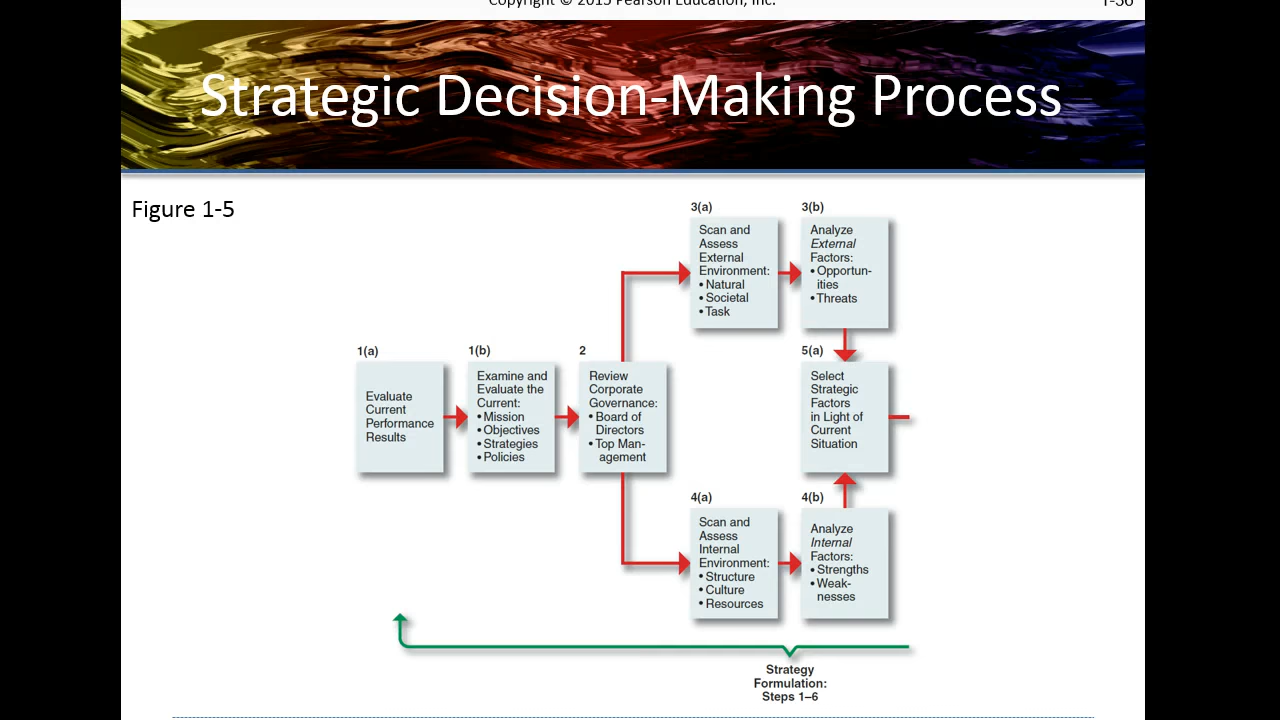 Copyright © 2015 Pearson Education, Inc.
1-36
Strategic Decision-Making Process
Figure 1-5
1(a)
Evaluate
Current
Performance
Results
1(b)
Examine and
Evaluate the
Current:
• Mission
• Objectives
• Strategies
• Policies
2
Review
Corporate
Governance:
• Board of
Directors
• Top Man-
agement
3(a)
Scan and
Assess
External
Environment:
• Natural
• Societal
• Task
3(b)
Analyze
External
Factors:
• Opportun-
ities
• Threats
4(a)
Scan and
Assess
Internal
Environment:
• Structure
• Culture
• Resources
4(b)
Analyze
Internal
Factors:
• Strengths
• Weak-
nesses
5(a)
Select
Strategic
Factors
in Light of
Current
Situation
Strategy
Formulation:
Steps 1–6